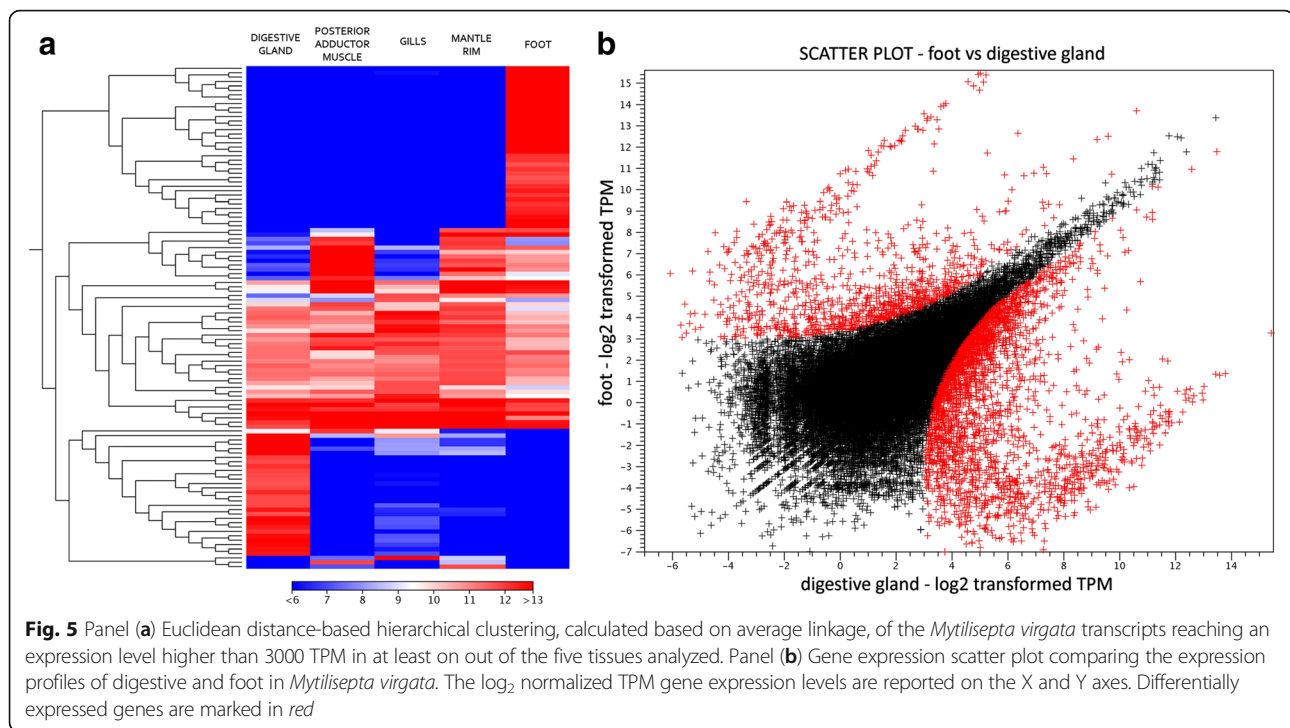 a
DIGESTIVE GLAND
POSTERIOR ADDUCTOR MUSCLE
GILLS
MANTLE RIM
FOOT
<6 7 8 9 10 11 12 >13
b
SCATTER PLOT - foot vs digestive gland
foot - log2 transformed TPM
15
14
13
12
11
10
9
8
7
6
5
4
3
2
1
0
-1
-2
-3
-4
-5
-6
-7
-6 -4 -2 0 2 4 6 8 10 12 14
digestive gland - log2 transformed TPM
Fig. 5 Panel (a) Euclidean distance-based hierarchical clustering, calculated based on average linkage, of the Mytilisepta virgata transcripts reaching an
expression level higher than 3000 TPM in at least on out of the five tissues analyzed. Panel (b) Gene expression scatter plot comparing the expression
profiles of digestive and foot in Mytilisepta virgata. The log2 normalized TPM gene expression levels are reported on the X and Y axes. Differentially
expressed genes are marked in red